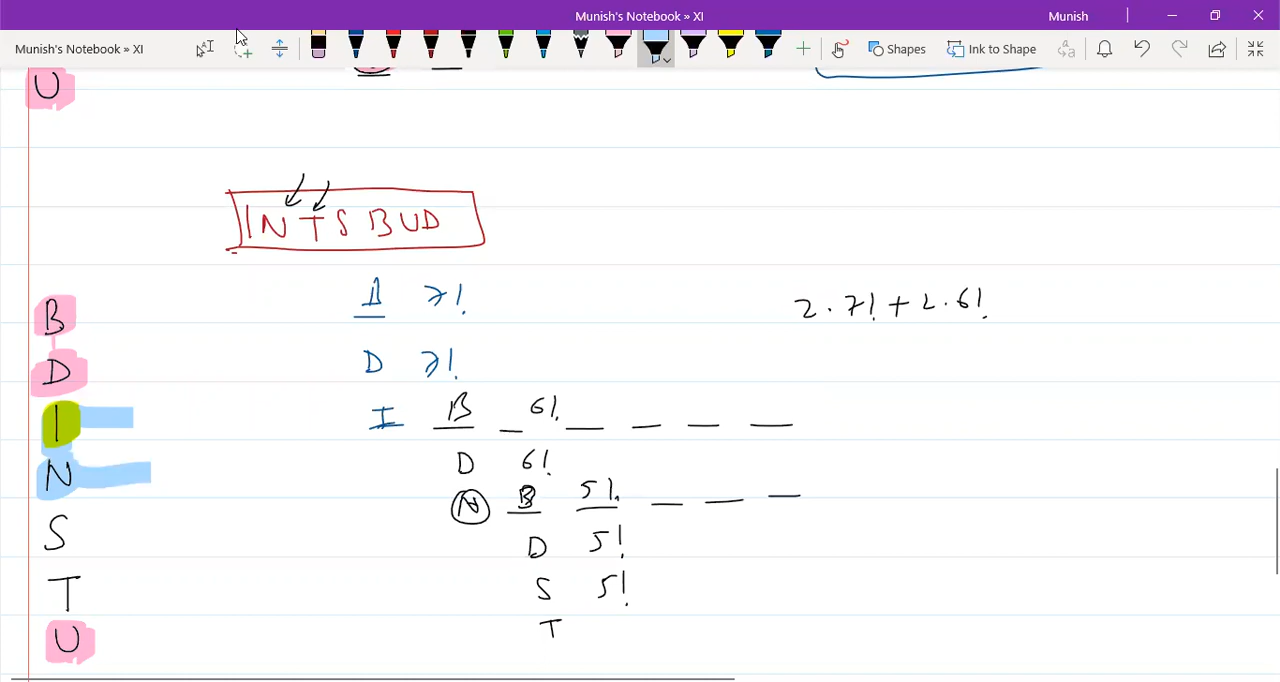 Munish's Notebook » XI
Munish
Munish's Notebook » XI
Shapes
Ink to Shape
U
INTSBUD
B 7!
2 · 7! + 2 · 6!
B
D
I
N
S
T
U
D 7!
I B 6!
D 6!
N B 5!
D 5!
S 5!
T